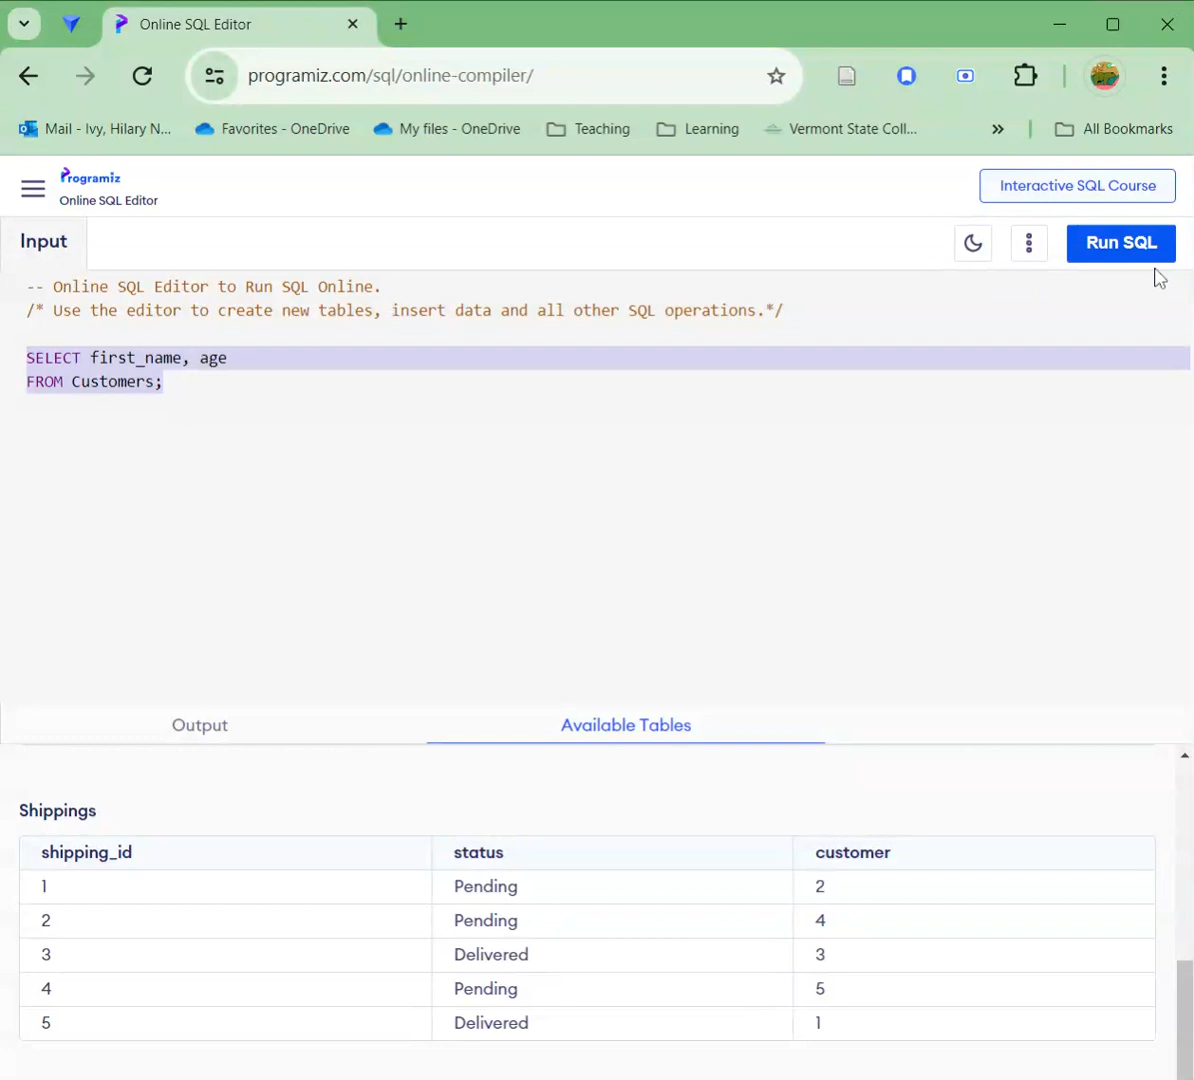 Online SQL Editor
programiz.com/sql/online-compiler/
Mail - Ivy, Hilary N... Favorites - OneDrive My files - OneDrive Teaching Learning Vermont State Coll... » All Bookmarks
Programiz
Online SQL Editor
Interactive SQL Course
Input
Run SQL
-- Online SQL Editor to Run SQL Online.
/* Use the editor to create new tables, insert data and all other SQL operations.*/
SELECT first_name, age
FROM Customers;
Output Available Tables
Shippings
shipping_id status customer
1 Pending 2
2 Pending 4
3 Delivered 3
4 Pending 5
5 Delivered 1